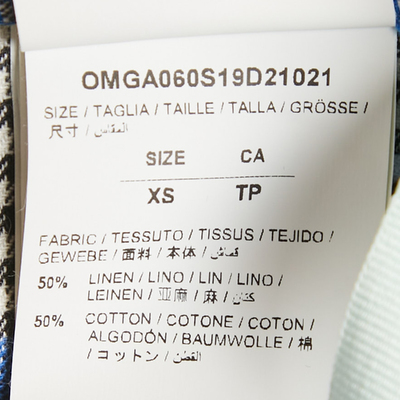 OMGA060S19D21021
SIZE / TAGLIA / TAILLE / TALLA / GRÖSSE /
尺寸 / المقاس
SIZE CA
XS TP
FABRIC / TESSUTO / TISSUS / TEJIDO /
GEWEBE / 面料 / 本体 / قماش
50% LINEN / LINO / LIN / LINO /
LEINEN / 亚麻 / 麻 / كتان
50% COTTON / COTONE / COTON /
ALGODÓN / BAUMWOLLE / 棉
/ コットン / القطن